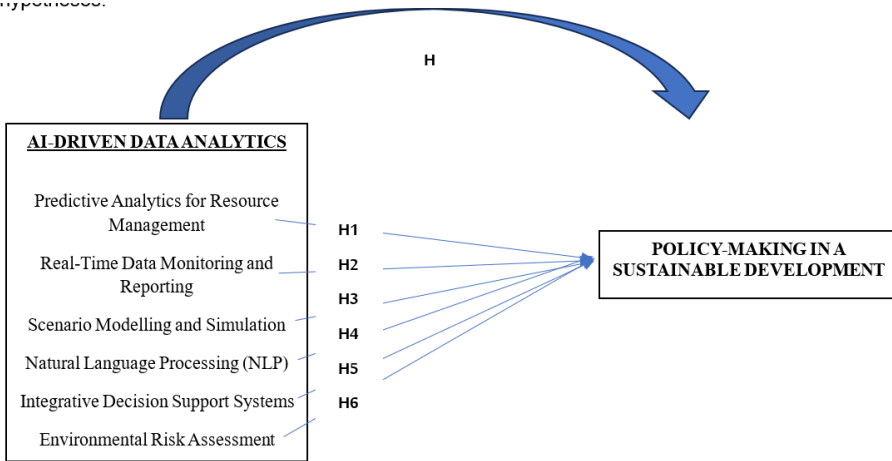 hypotheses:
H
AI-DRIVEN DATA ANALYTICS
Predictive Analytics for Resource
Management
Real-Time Data Monitoring and
Reporting
Scenario Modelling and Simulation
Natural Language Processing (NLP)
Integrative Decision Support Systems
Environmental Risk Assessment
H1
H2
H3
H4
H5
H6
POLICY-MAKING IN A
SUSTAINABLE DEVELOPMENT